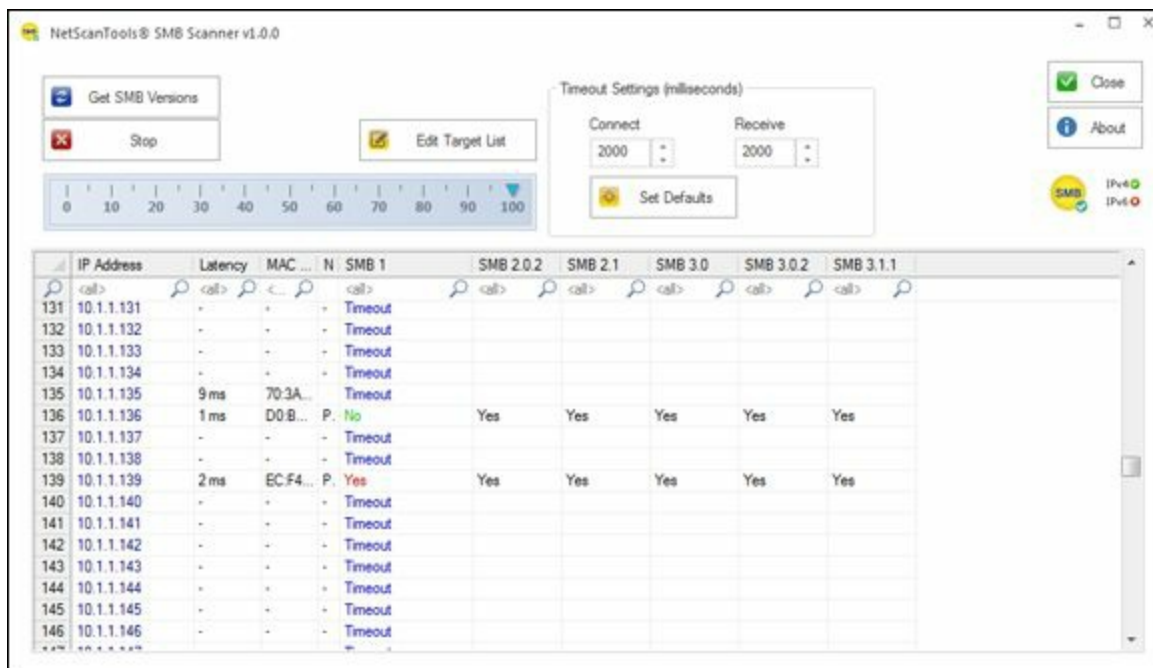 NetScanTools® SMB Scanner v1.0.0
Get SMB Versions
Stop
Edit Target List
Timeout Settings (milliseconds)
Connect Receive
2000 2000
Set Defaults
Close
About
SMB
IPv4
IPv6
0 10 20 30 40 50 60 70 80 90 100
IP Address Latency MAC ... N SMB 1 SMB 2.0.2 SMB 2.1 SMB 3.0 SMB 3.0.2 SMB 3.1.1
<all> <all> <... <all> <all> <all> <all> <all> <all>
131 10.1.1.131 - - - Timeout
132 10.1.1.132 - - - Timeout
133 10.1.1.133 - - - Timeout
134 10.1.1.134 - - - Timeout
135 10.1.1.135 9 ms 70:3A... Timeout
136 10.1.1.136 1 ms D0:B... P. No Yes Yes Yes Yes Yes
137 10.1.1.137 - - - Timeout
138 10.1.1.138 - - - Timeout
139 10.1.1.139 2 ms EC:F4... P. Yes Yes Yes Yes Yes Yes
140 10.1.1.140 - - - Timeout
141 10.1.1.141 - - - Timeout
142 10.1.1.142 - - - Timeout
143 10.1.1.143 - - - Timeout
144 10.1.1.144 - - - Timeout
145 10.1.1.145 - - - Timeout
146 10.1.1.146 - - - Timeout